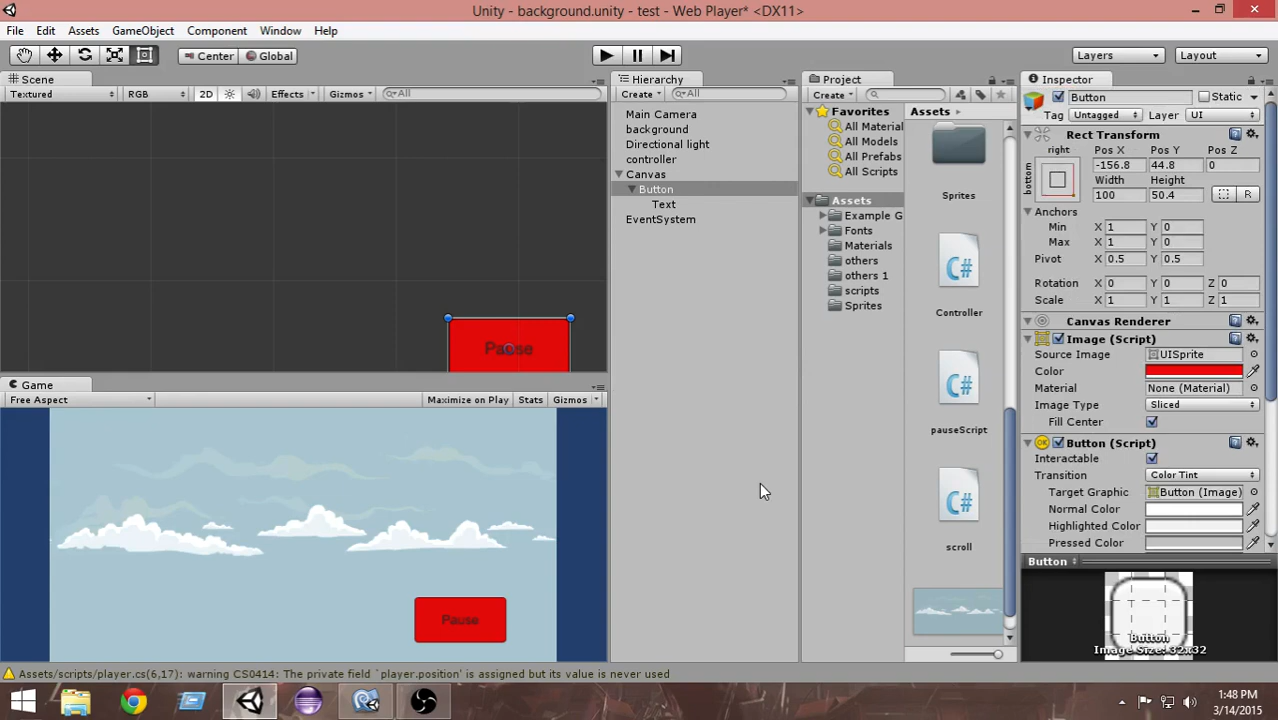 Unity - background.unity - test - Web Player* <DX11>
File Edit Assets GameObject Component Window Help
Center Global Layers Layout
Scene
Textured RGB 2D Effects Gizmos All
Hierarchy
Create All
Main Camera
background
Directional light
controller
Canvas
Button
Text
EventSystem
Pause
Game
Free Aspect Maximize on Play Stats Gizmos
Pause
Project
Create
Favorites
All Material
All Models
All Prefabs
All Scripts
Assets
Example G
Fonts
Materials
others
others 1
scripts
Sprites
Assets
Sprites
C#
Controller
C#
pauseScript
C#
scroll
Inspector
Button Static
Tag Untagged Layer UI
Rect Transform
right Pos X Pos Y Pos Z
bottom -156.8 44.8 0
Width Height
100 50.4 R
Anchors
Min X 1 Y 0
Max X 1 Y 0
Pivot X 0.5 Y 0.5
Rotation X 0 Y 0 Z 0
Scale X 1 Y 1 Z 1
Canvas Renderer
Image (Script)
Source Image UISprite
Color
Material None (Material)
Image Type Sliced
Fill Center
OK Button (Script)
Interactable
Transition Color Tint
Target Graphic Button (Image)
Normal Color
Highlighted Color
Pressed Color
Button
Button
Image Size: 32x32
Assets/scripts/player.cs(6,17): warning CS0414: The private field `player.position' is assigned but its value is never used
1:48 PM
3/14/2015